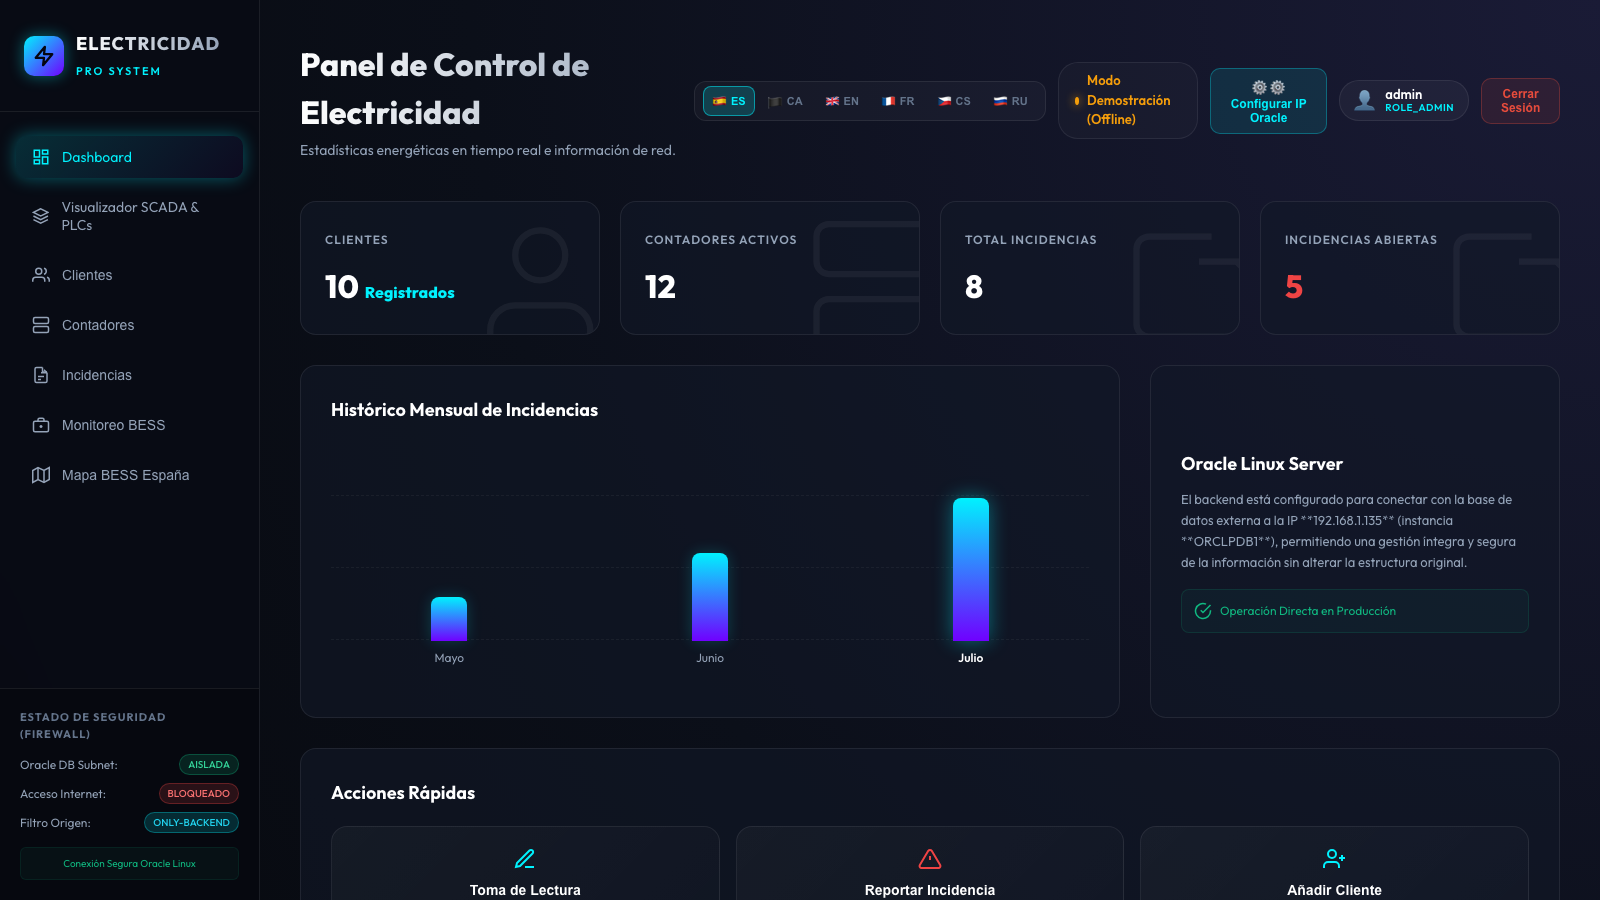 ELECTRICIDAD
PRO SYSTEM
Dashboard
Visualizador SCADA &
PLCs
Clientes
Contadores
Incidencias
Monitoreo BESS
Mapa BESS España
ESTADO DE SEGURIDAD
(FIREWALL)
Oracle DB Subnet: AISLADA
Acceso Internet: BLOQUEADO
Filtro Origen: ONLY-BACKEND
Conexión Segura Oracle Linux
Panel de Control de
Electricidad
Estadísticas energéticas en tiempo real e información de red.
ES CA EN FR CS RU
Modo
Demostración
(Offline)
Configurar IP
Oracle
admin
ROLE_ADMIN
Cerrar
Sesión
CLIENTES
10 Registrados
CONTADORES ACTIVOS
12
TOTAL INCIDENCIAS
8
INCIDENCIAS ABIERTAS
5
Histórico Mensual de Incidencias
Mayo Junio Julio
Oracle Linux Server
El backend está configurado para conectar con la base de
datos externa a la IP **192.168.1.135** (instancia
**ORCLPDB1**), permitiendo una gestión íntegra y segura
de la información sin alterar la estructura original.
Operación Directa en Producción
Acciones Rápidas
Toma de Lectura
Reportar Incidencia
Añadir Cliente